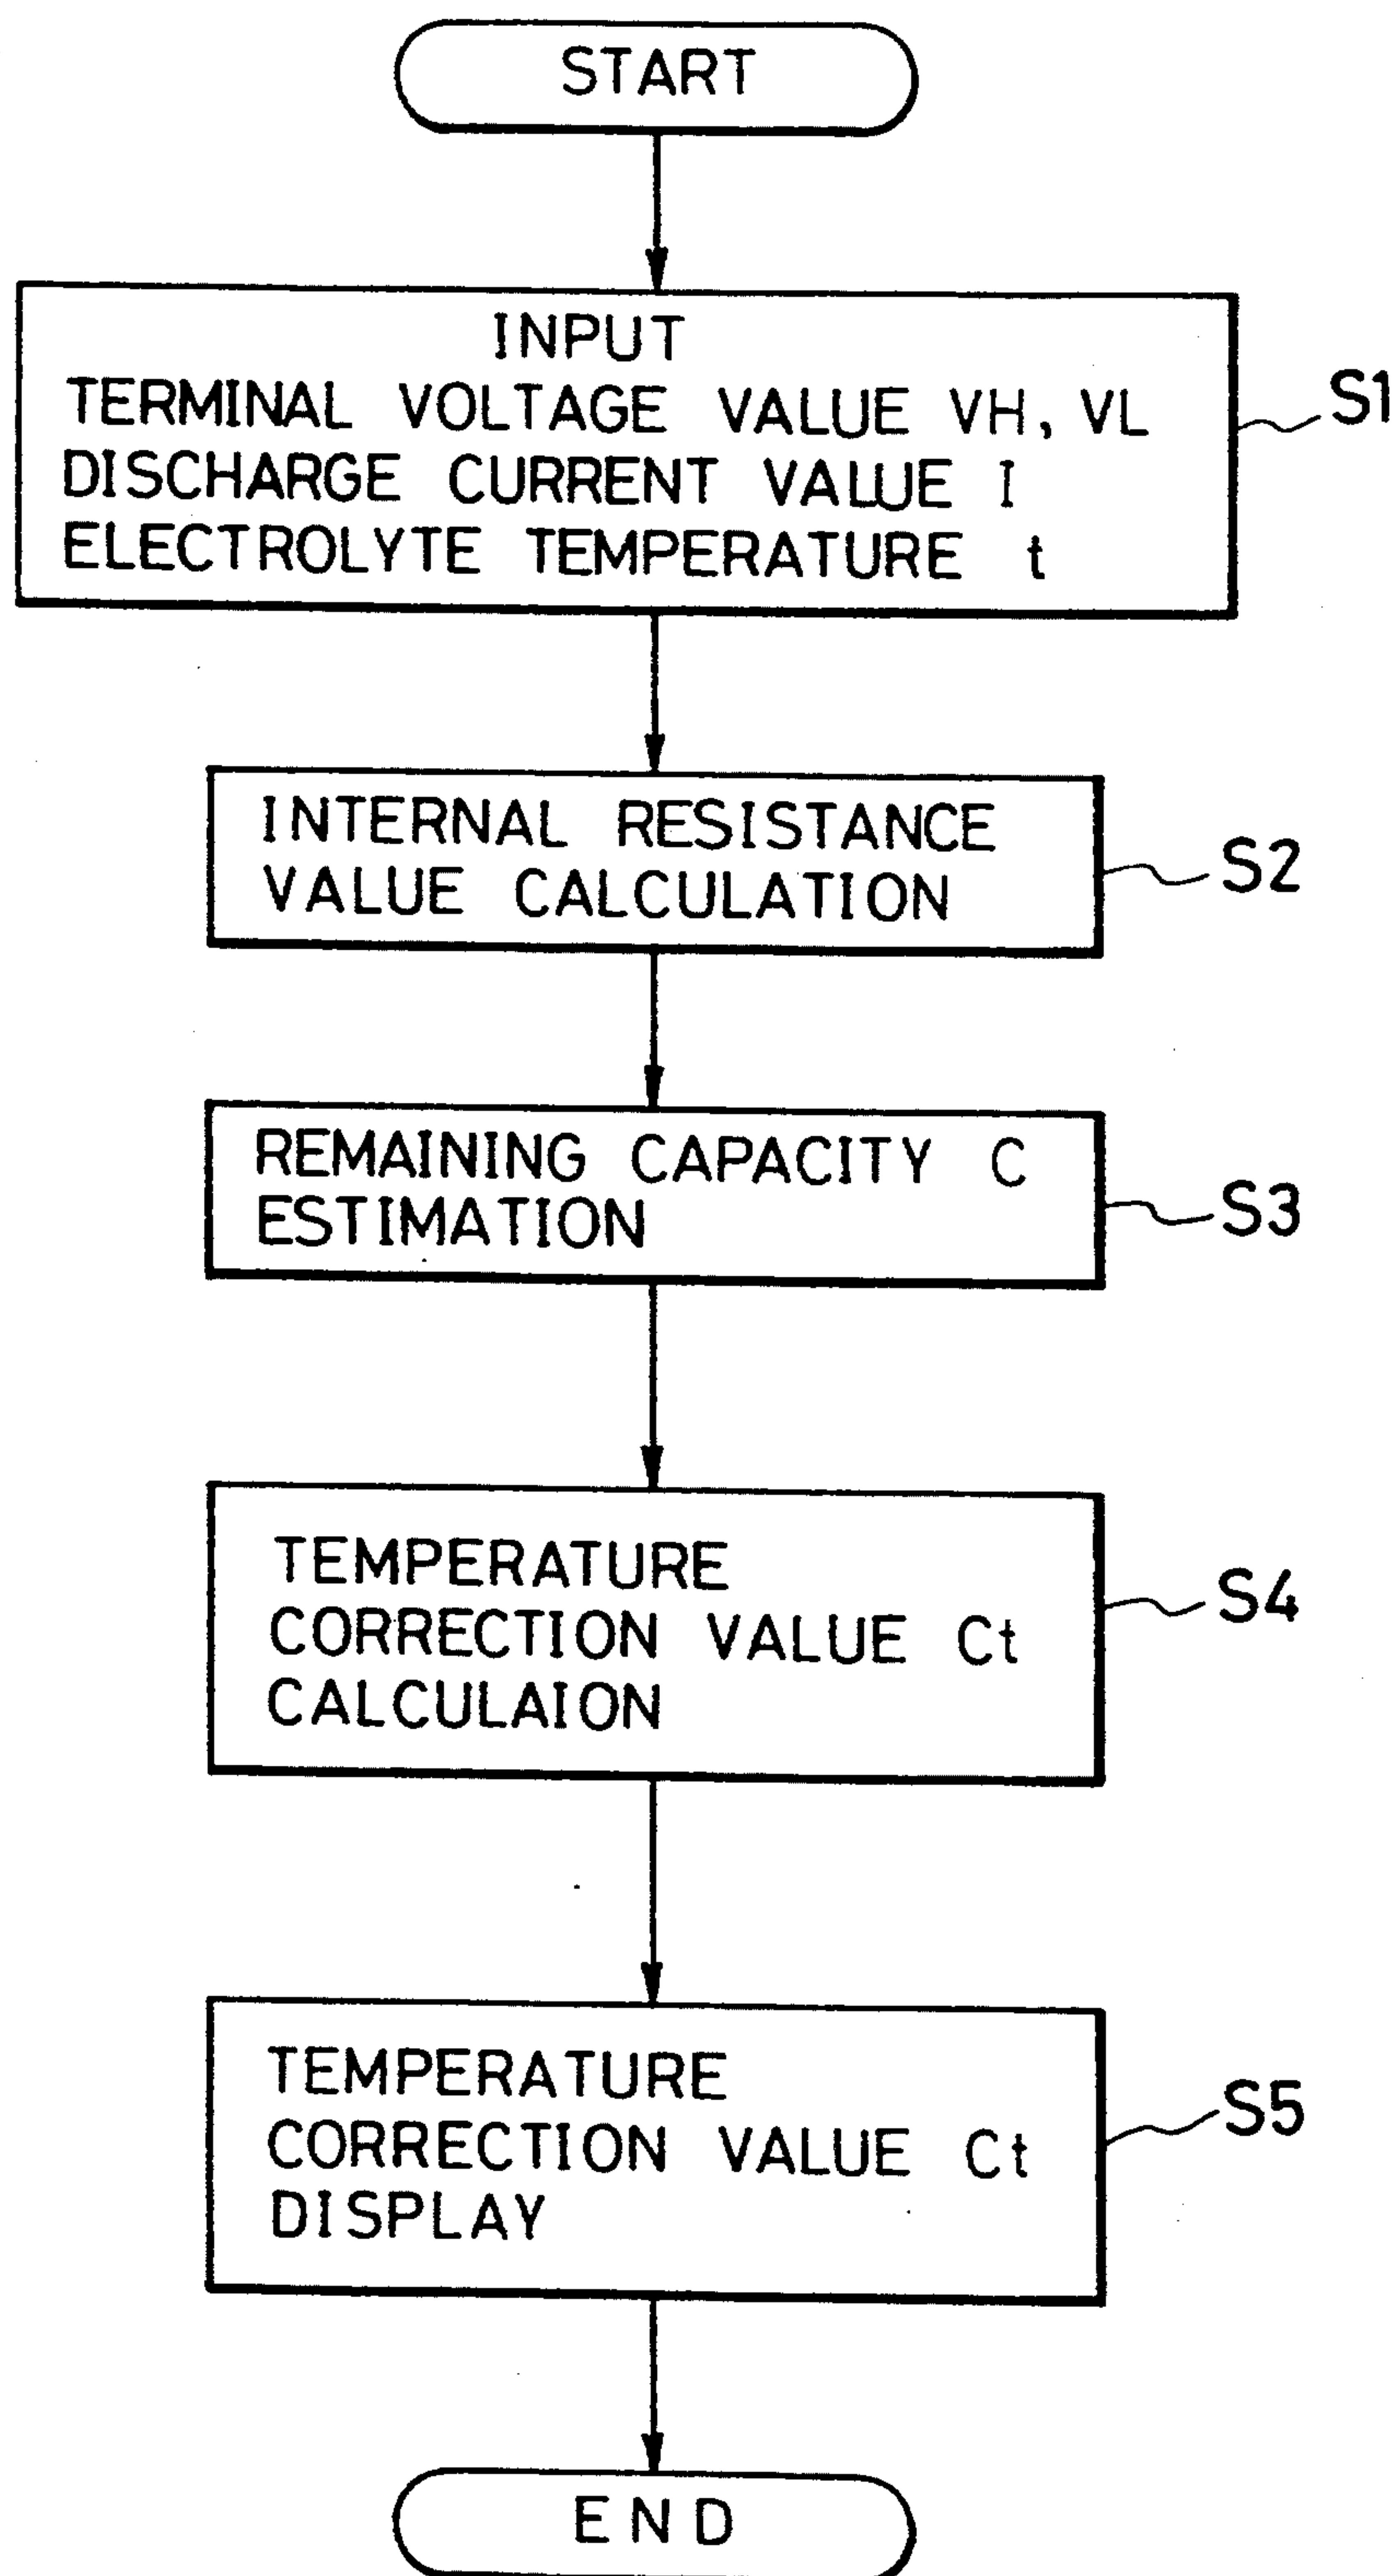 START
INPUT
TERMINAL VOLTAGE VALUE VH, VL
DISCHARGE CURRENT VALUE I
ELECTROLYTE TEMPERATURE t
S1
INTERNAL RESISTANCE
VALUE CALCULATION
S2
REMAINING CAPACITY C
ESTIMATION
S3
TEMPERATURE
CORRECTION VALUE Ct
CALCULAION
S4
TEMPERATURE
CORRECTION VALUE Ct
DISPLAY
S5
END